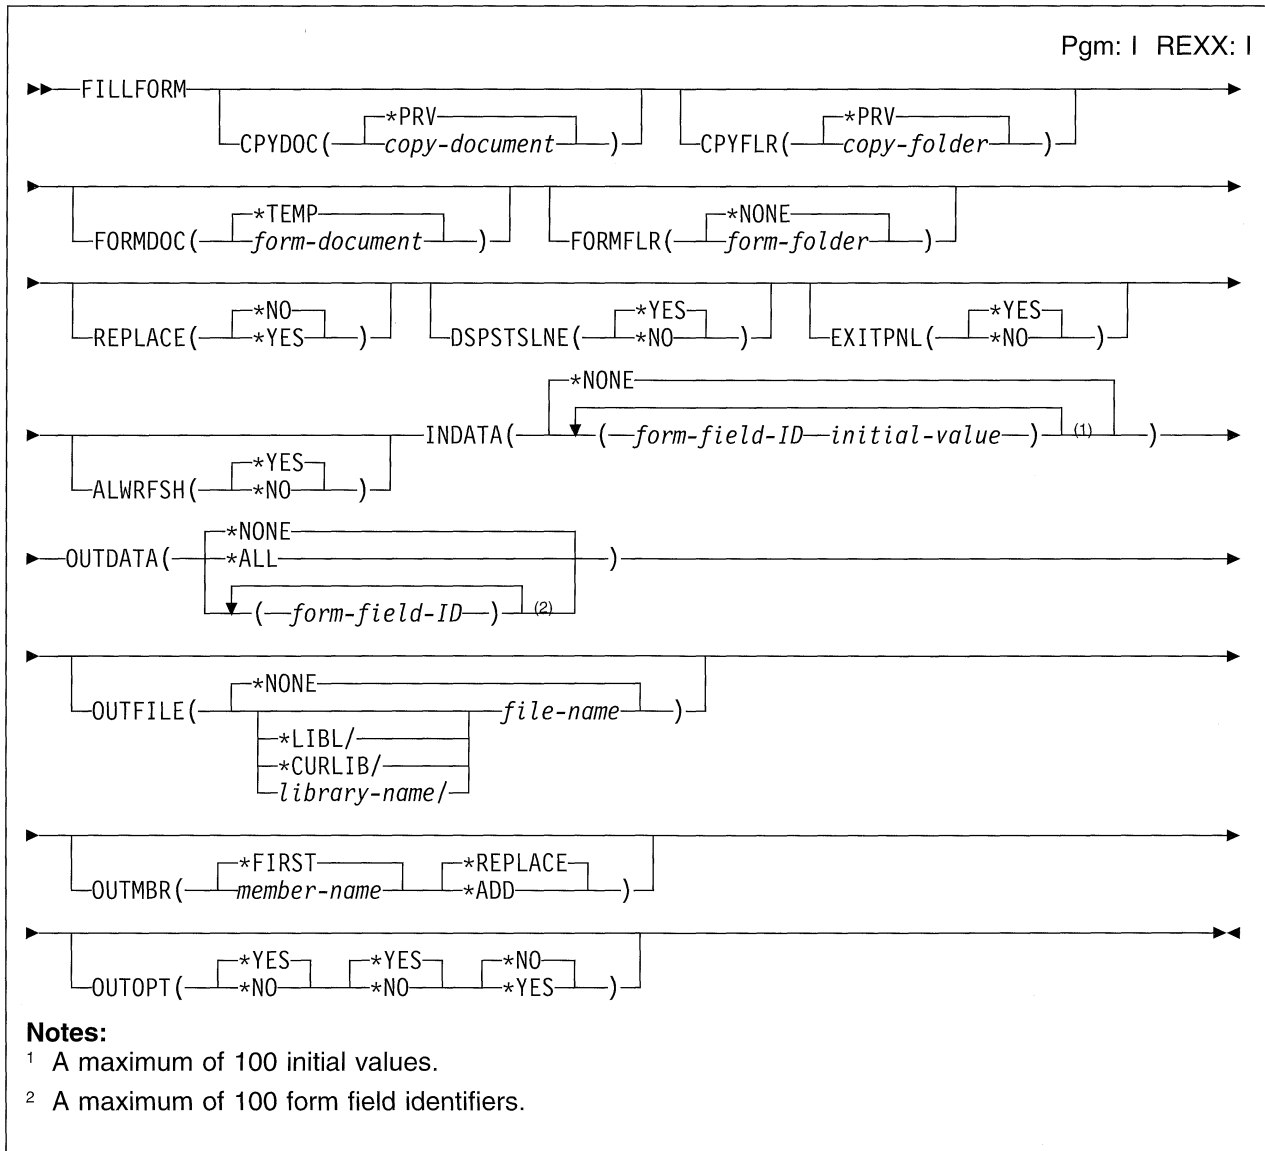 Pgm: I REXX: I
FILLFORM
*PRV
CPYDOC( copy-document )
*PRV
CPYFLR( copy-folder )
*TEMP
FORMDOC( form-document )
*NONE
FORMFLR( form-folder )
*NO
REPLACE( *YES )
*YES
DSPSTSLNE( *NO )
*YES
EXITPNL( *NO )
*YES
ALWRFSH( *NO )
*NONE
INDATA( ( form-field-ID initial-value ) (1) )
*NONE
OUTDATA( *ALL )
( form-field-ID ) (2)
*NONE
OUTFILE( file-name )
*LIBL/
*CURLIB/
library-name/
*FIRST *REPLACE
OUTMBR( member-name *ADD )
*YES *YES *NO
OUTOPT( *NO *NO *YES )
Notes:
1 A maximum of 100 initial values.
2 A maximum of 100 form field identifiers.